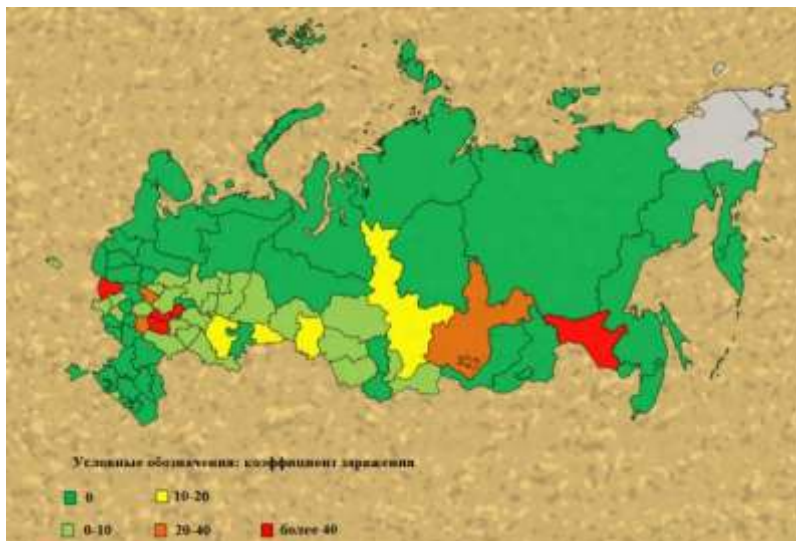 Условные обозначения: коэффициент заражения
0 10-20
0-10 20-40 более 40